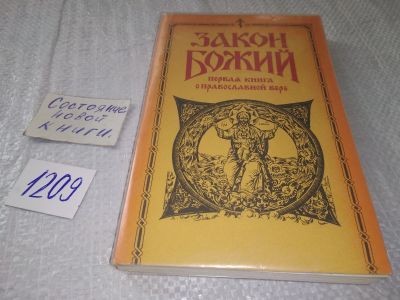 ЗАКОН
БОЖИЙ
первая книга
о православной вере
Состояние
новой
книги.
1209